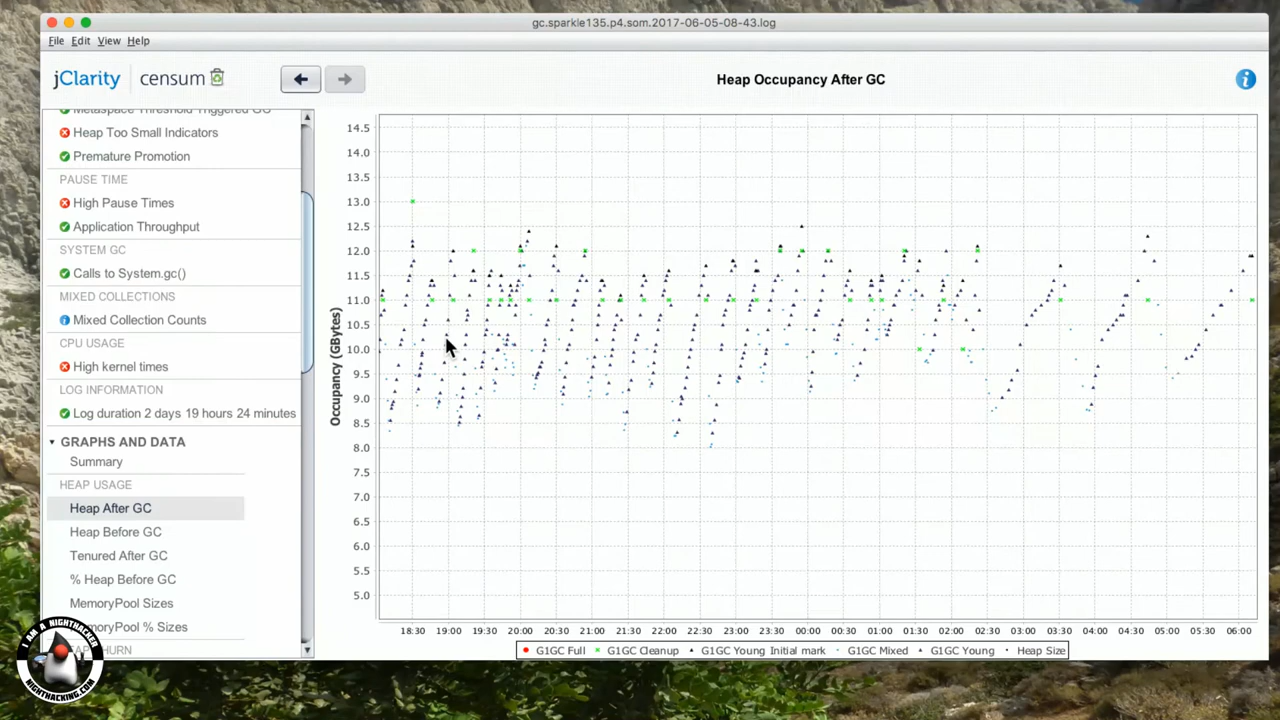 gc.sparkle135.p4.som.2017-06-05-08-43.log
File Edit View Help
jClarity censum
Heap Occupancy After GC
i
Metaspace Threshold Triggered GC
Heap Too Small Indicators
Premature Promotion
PAUSE TIME
High Pause Times
Application Throughput
SYSTEM GC
Calls to System.gc()
MIXED COLLECTIONS
Mixed Collection Counts
CPU USAGE
High kernel times
LOG INFORMATION
Log duration 2 days 19 hours 24 minutes
GRAPHS AND DATA
Summary
HEAP USAGE
Heap After GC
Heap Before GC
Tenured After GC
% Heap Before GC
MemoryPool Sizes
MemoryPool % Sizes
HEAP CHURN
Occupancy (GBytes)
14.5
14.0
13.5
13.0
12.5
12.0
11.5
11.0
10.5
10.0
9.5
9.0
8.5
8.0
7.5
7.0
6.5
6.0
5.5
5.0
18:30 19:00 19:30 20:00 20:30 21:00 21:30 22:00 22:30 23:00 23:30 00:00 00:30 01:00 01:30 02:00 02:30 03:00 03:30 04:00 04:30 05:00 05:30 06:00
G1GC Full G1GC Cleanup G1GC Young Initial mark G1GC Mixed G1GC Young Heap Size
I AM A NIGHTHACKER
NIGHTHACKING.COM